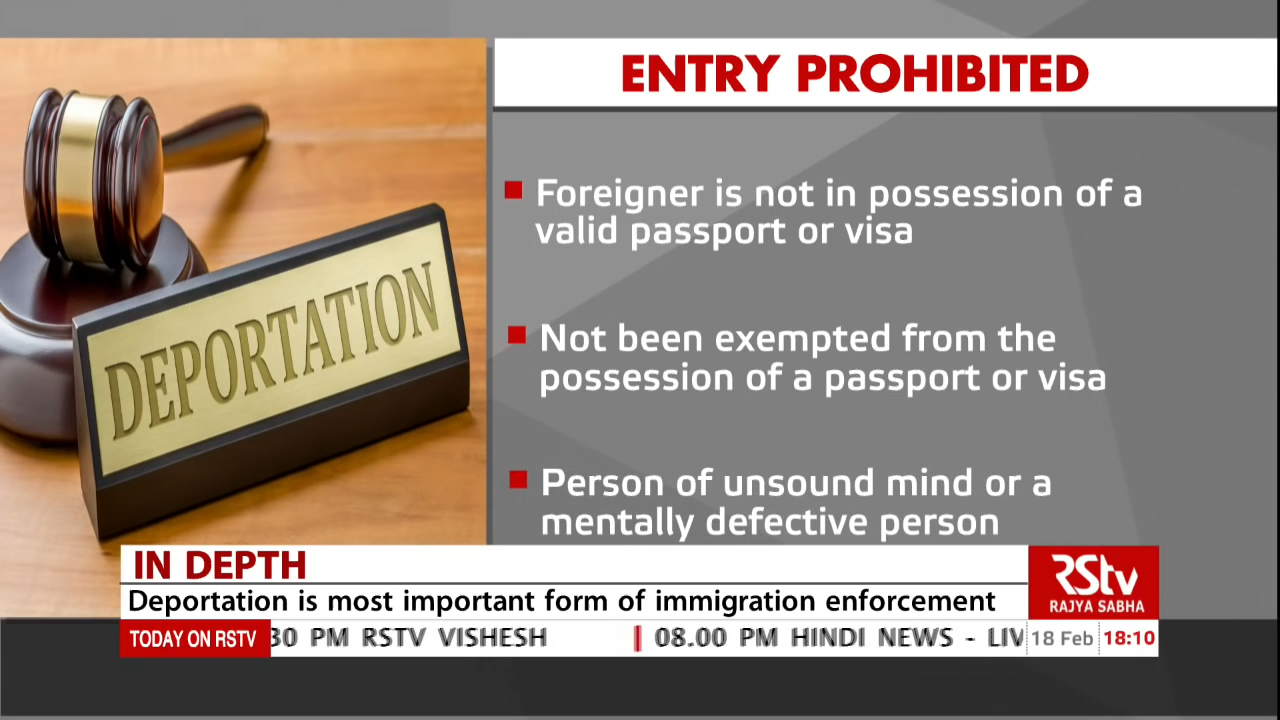 ENTRY PROHIBITED
Foreigner is not in possession of a
valid passport or visa
Not been exempted from the
possession of a passport or visa
Person of unsound mind or a
mentally defective person
DEPORTATION
IN DEPTH
Deportation is most important form of immigration enforcement
RStv
RAJYA SABHA
TODAY ON RSTV 30 PM RSTV VISHESH | 08.00 PM HINDI NEWS - LIV 18 Feb 18:10